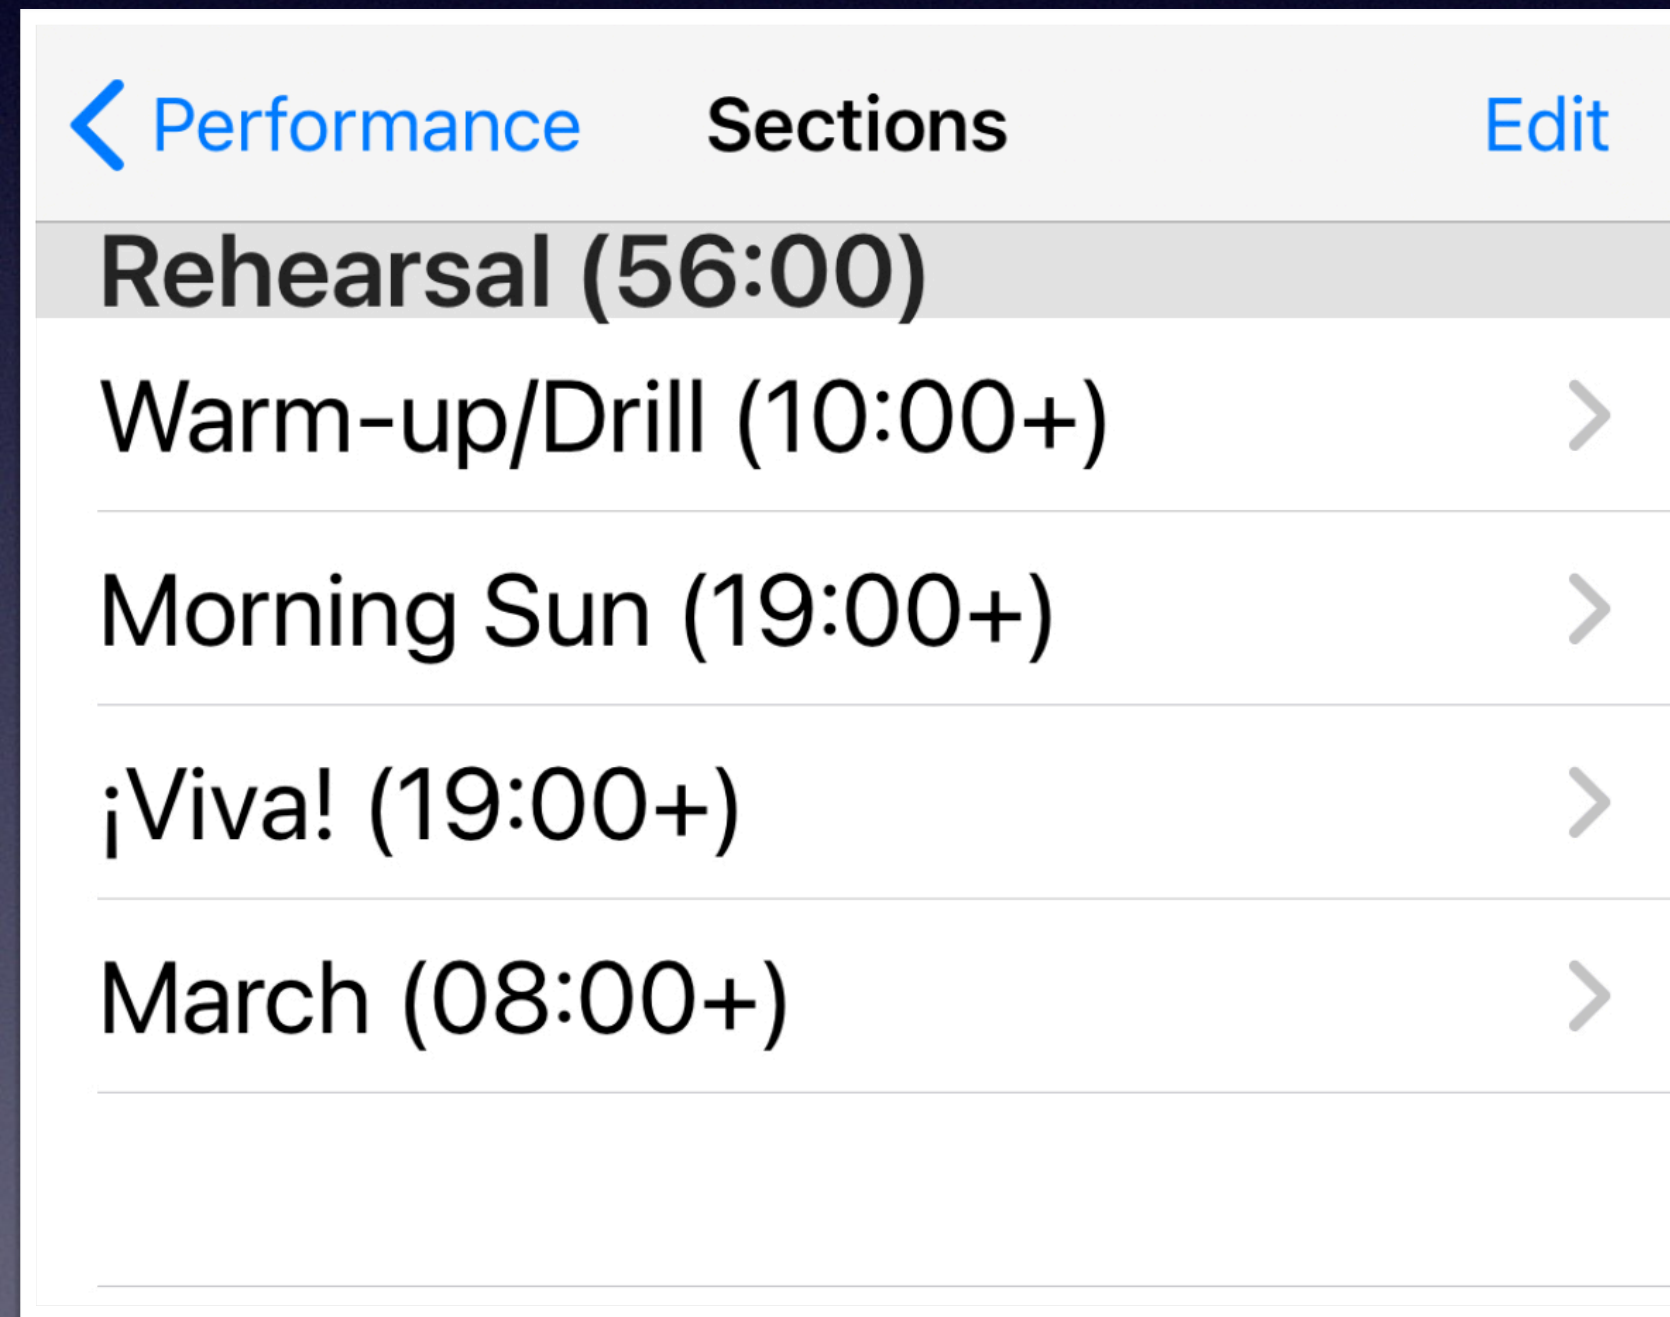 Performance Sections Edit
Rehearsal (56:00)
Warm-up/Drill (10:00+)
Morning Sun (19:00+)
¡Viva! (19:00+)
March (08:00+)